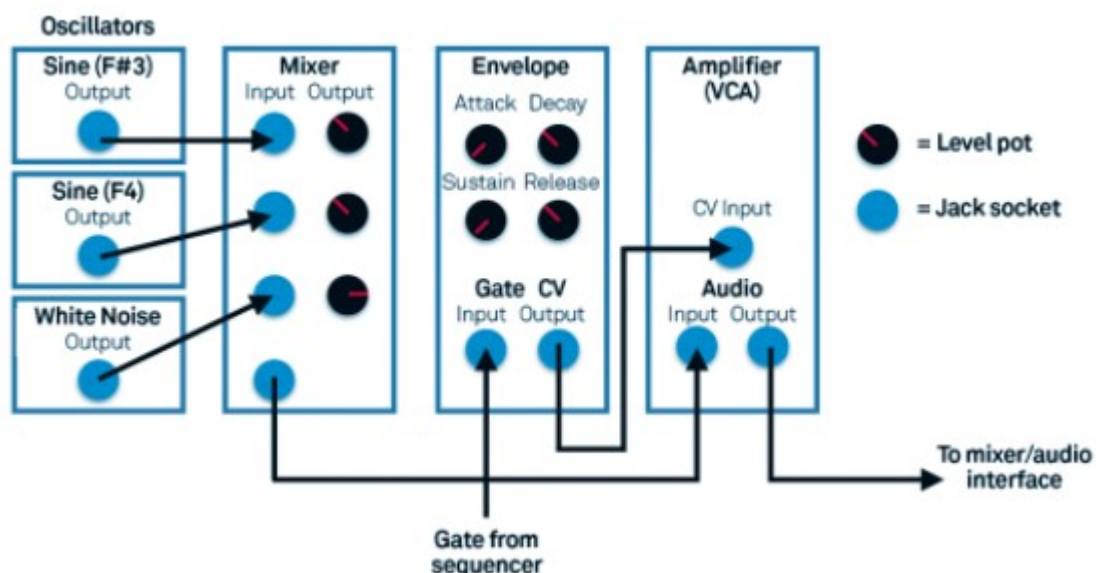 Oscillators
Sine (F#3)
Output
Sine (F4)
Output
White Noise
Output
Mixer
Input Output
Envelope
Attack Decay
Sustain Release
Gate CV
Input Output
Gate from
sequencer
Amplifier
(VCA)
CV Input
Audio
Input Output
To mixer/audio
interface
= Level pot
= Jack socket